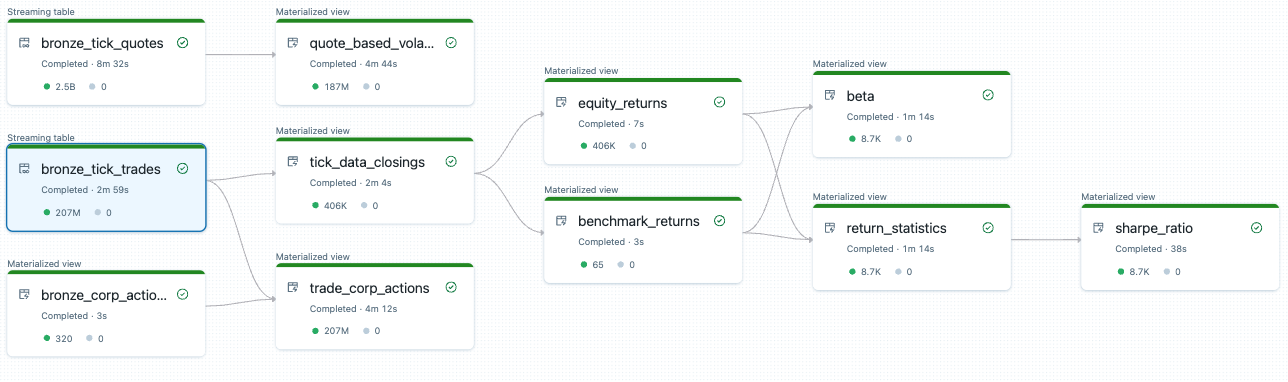 Streaming table
bronze_tick_quotes
Completed · 8m 32s
2.5B 0
Materialized view
quote_based_vola...
Completed · 4m 44s
187M 0
Streaming table
bronze_tick_trades
Completed · 2m 59s
207M 0
Materialized view
tick_data_closings
Completed · 2m 4s
406K 0
Materialized view
bronze_corp_actio...
Completed · 3s
320 0
Materialized view
trade_corp_actions
Completed · 4m 12s
207M 0
Materialized view
equity_returns
Completed · 7s
406K 0
Materialized view
benchmark_returns
Completed · 3s
65 0
Materialized view
beta
Completed · 1m 14s
8.7K 0
Materialized view
return_statistics
Completed · 1m 14s
8.7K 0
Materialized view
sharpe_ratio
Completed · 38s
8.7K 0